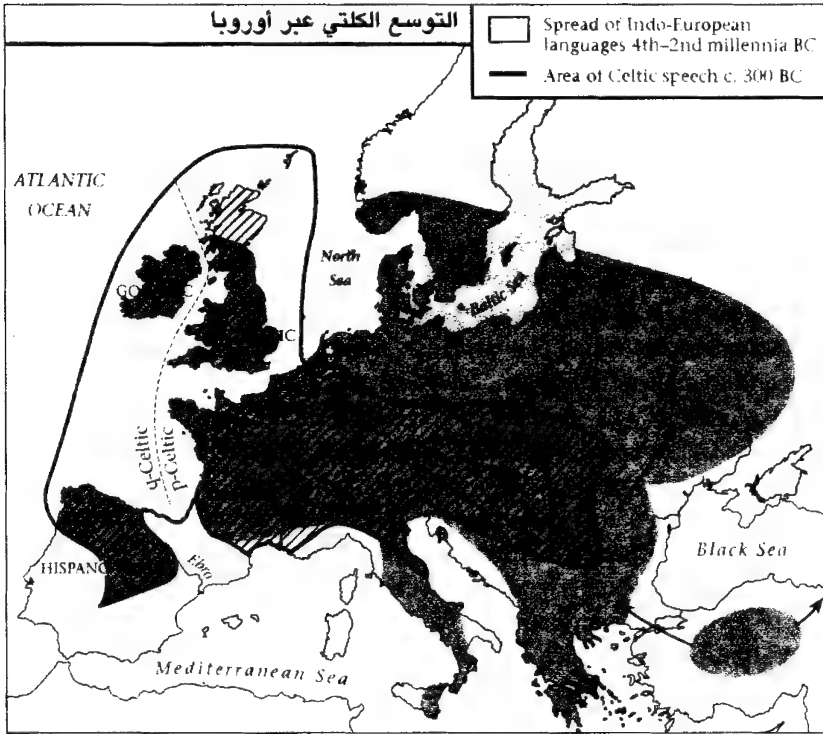 التوسع الكلتي عبر أوروبا
Spread of Indo-European
languages 4th–2nd millennia BC
Area of Celtic speech c. 300 BC
ATLANTIC
OCEAN
North
Sea
Baltic Sea
q-Celtic
p-Celtic
Ebro
Black Sea
Mediterranean Sea